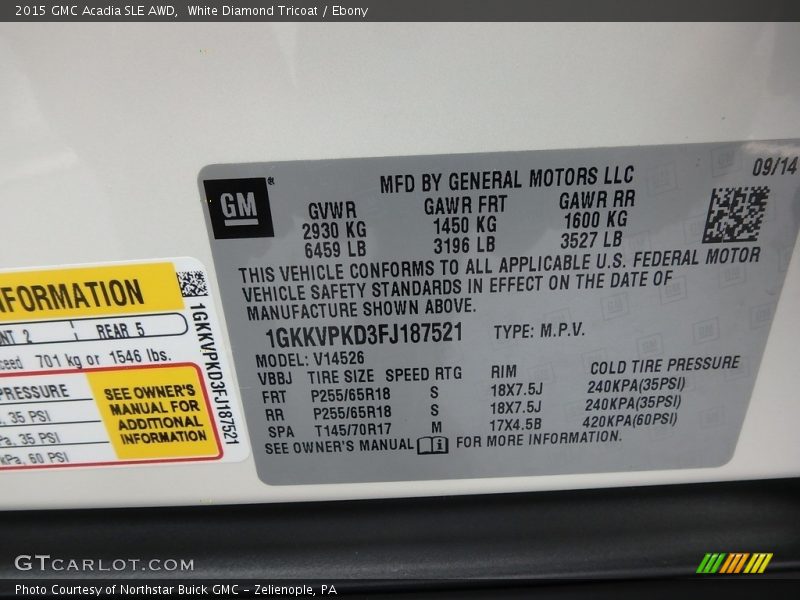 2015 GMC Acadia SLE AWD, White Diamond Tricoat / Ebony
09/14
GM®
MFD BY GENERAL MOTORS LLC
GVWR GAWR FRT GAWR RR
2930 KG 1450 KG 1600 KG
6459 LB 3196 LB 3527 LB
THIS VEHICLE CONFORMS TO ALL APPLICABLE U.S. FEDERAL MOTOR
VEHICLE SAFETY STANDARDS IN EFFECT ON THE DATE OF
MANUFACTURE SHOWN ABOVE.
1GKKVPKD3FJ187521 TYPE: M.P.V.
MODEL: V14526
VBBJ TIRE SIZE SPEED RTG RIM COLD TIRE PRESSURE
FRT P255/65R18 S 18X7.5J 240KPA(35PSI)
RR P255/65R18 S 18X7.5J 240KPA(35PSI)
SPA T145/70R17 M 17X4.5B 420KPA(60PSI)
SEE OWNER'S MANUAL FOR MORE INFORMATION.
NFORMATION
NT 2 REAR 5
ceed 701 kg or 1546 lbs.
PRESSURE
, 35 PSI
Pa, 35 PSI
kPa, 60 PSI
SEE OWNER'S
MANUAL FOR
ADDITIONAL
INFORMATION
1GKKVPKD3FJ187521
GTCARLOT.COM
Photo Courtesy of Northstar Buick GMC – Zelienople, PA